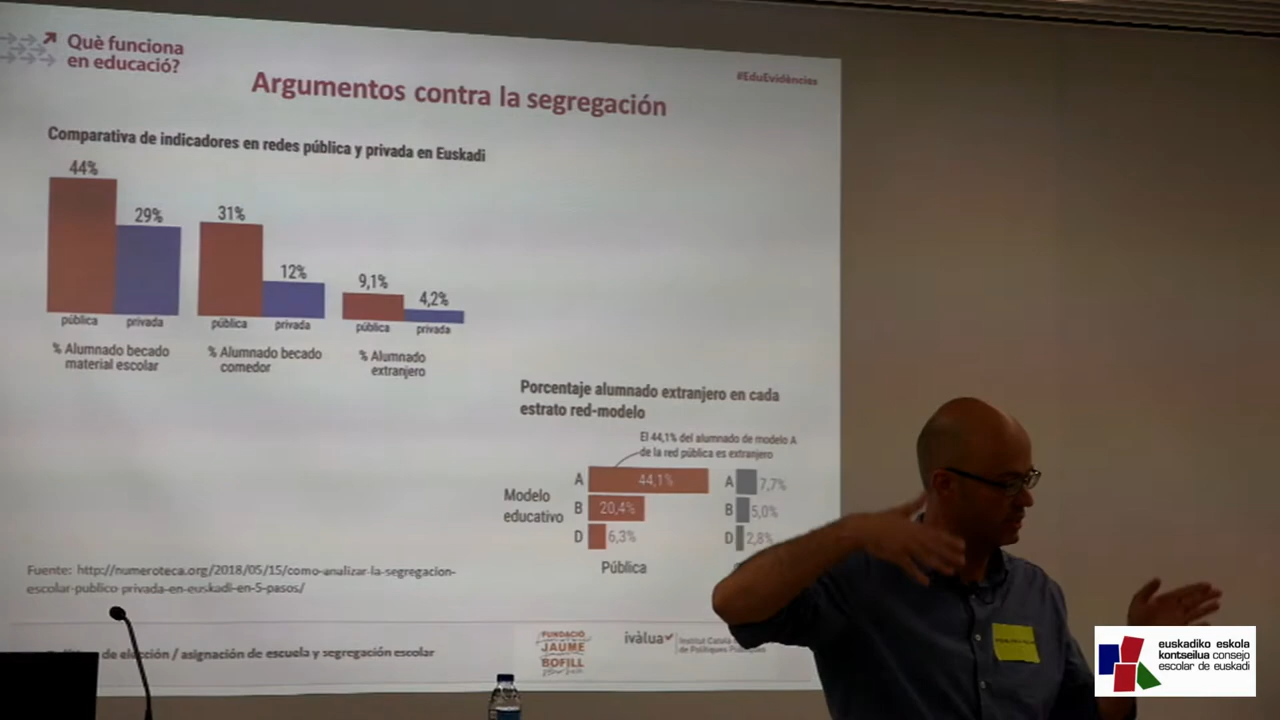 Què funciona
en educació?
#EduEvidències
Argumentos contra la segregación
Comparativa de indicadores en redes pública y privada en Euskadi
44%
29%
31%
12%
9,1%
4,2%
pública
privada
pública
privada
pública
privada
% Alumnado becado
material escolar
% Alumnado becado
comedor
% Alumnado
extranjero
Porcentaje alumnado extranjero en cada
estrato red-modelo
El 44,1% del alumnado de modelo A
de la red pública es extranjero
Modelo
educativo
A 44,1%
B 20,4%
D 6,3%
Pública
A 7,7%
B 5,0%
D 2,8%
Fuente: http://numeroteca.org/2018/05/15/como-analizar-la-segregacion-
escolar-publico-privada-en-euskadi-en-5-pasos/
de elección / asignación de escuela y segregación escolar
FUNDACIÓ
JAUME
BOFILL
ivàlua
Institut Català
de Polítiques
euskadiko eskola
kontseilua consejo
escolar de euskadi